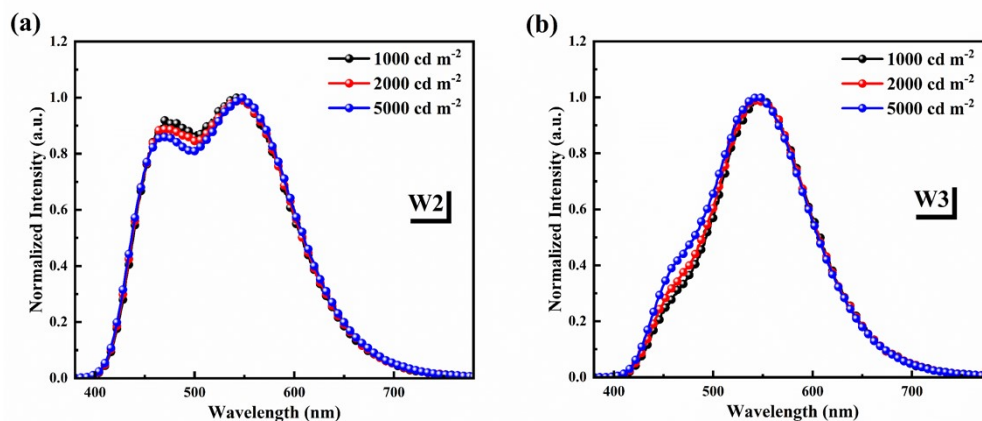 (a)
1.2
1.0
0.8
0.6
0.4
0.2
0.0
Normalized Intensity (a.u.)
1000 cd m⁻²
2000 cd m⁻²
5000 cd m⁻²
W2
400 500 600 700
Wavelength (nm)
(b)
1.2
1.0
0.8
0.6
0.4
0.2
0.0
Normalized Intensity (a.u.)
1000 cd m⁻²
2000 cd m⁻²
5000 cd m⁻²
W3
400 500 600 700
Wavelength (nm)